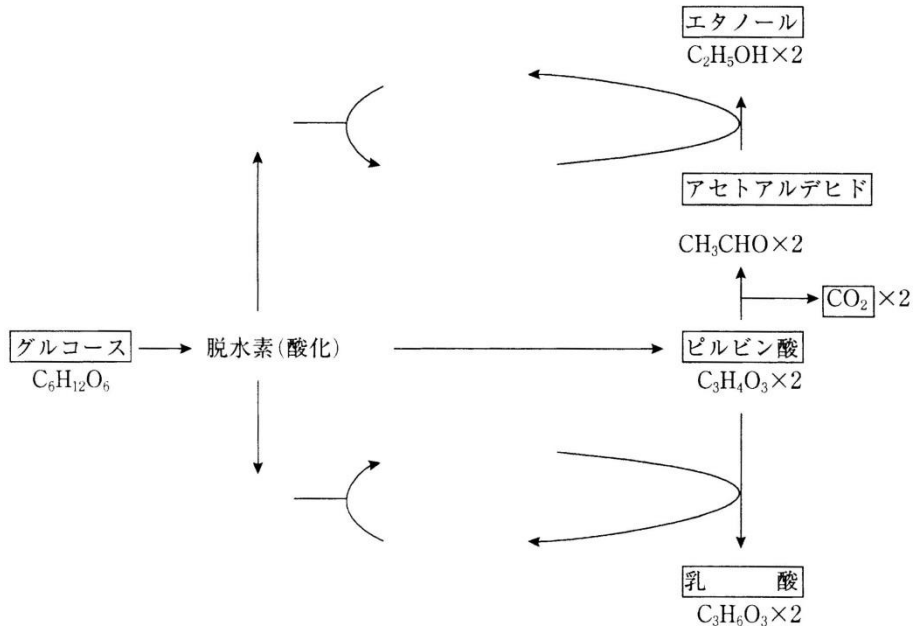 エタノール
C₂H₅OH×2
アセトアルデヒド
CH₃CHO×2
CO₂×2
グルコース
C₆H₁₂O₆
脱水素(酸化)
ピルビン酸
C₃H₄O₃×2
乳 酸
C₃H₆O₃×2